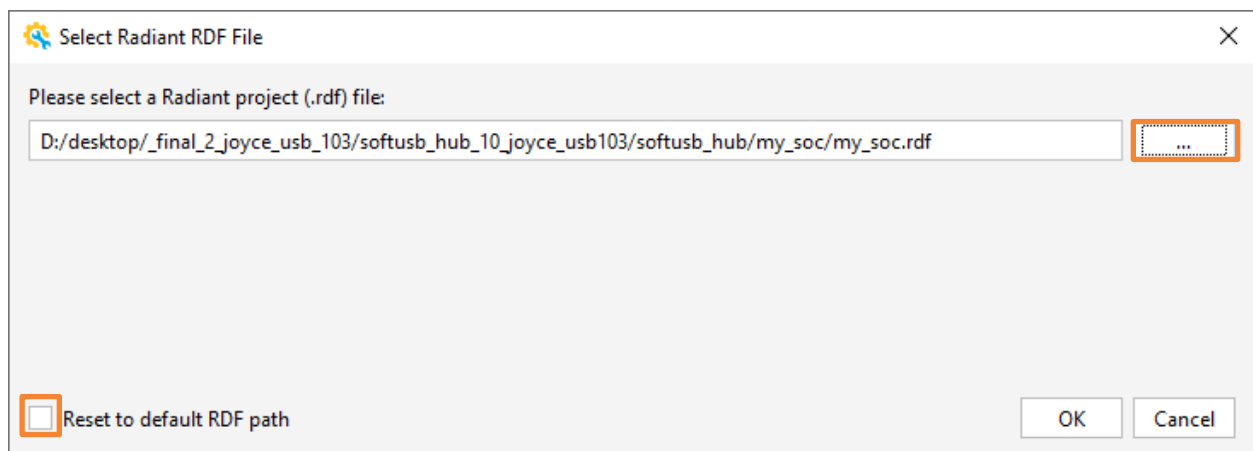 Select Radiant RDF File
Please select a Radiant project (.rdf) file:
D:/desktop/_final_2_joyce_usb_103/softusb_hub_10_joyce_usb103/softusb_hub/my_soc/my_soc.rdf
...
Reset to default RDF path
OK
Cancel